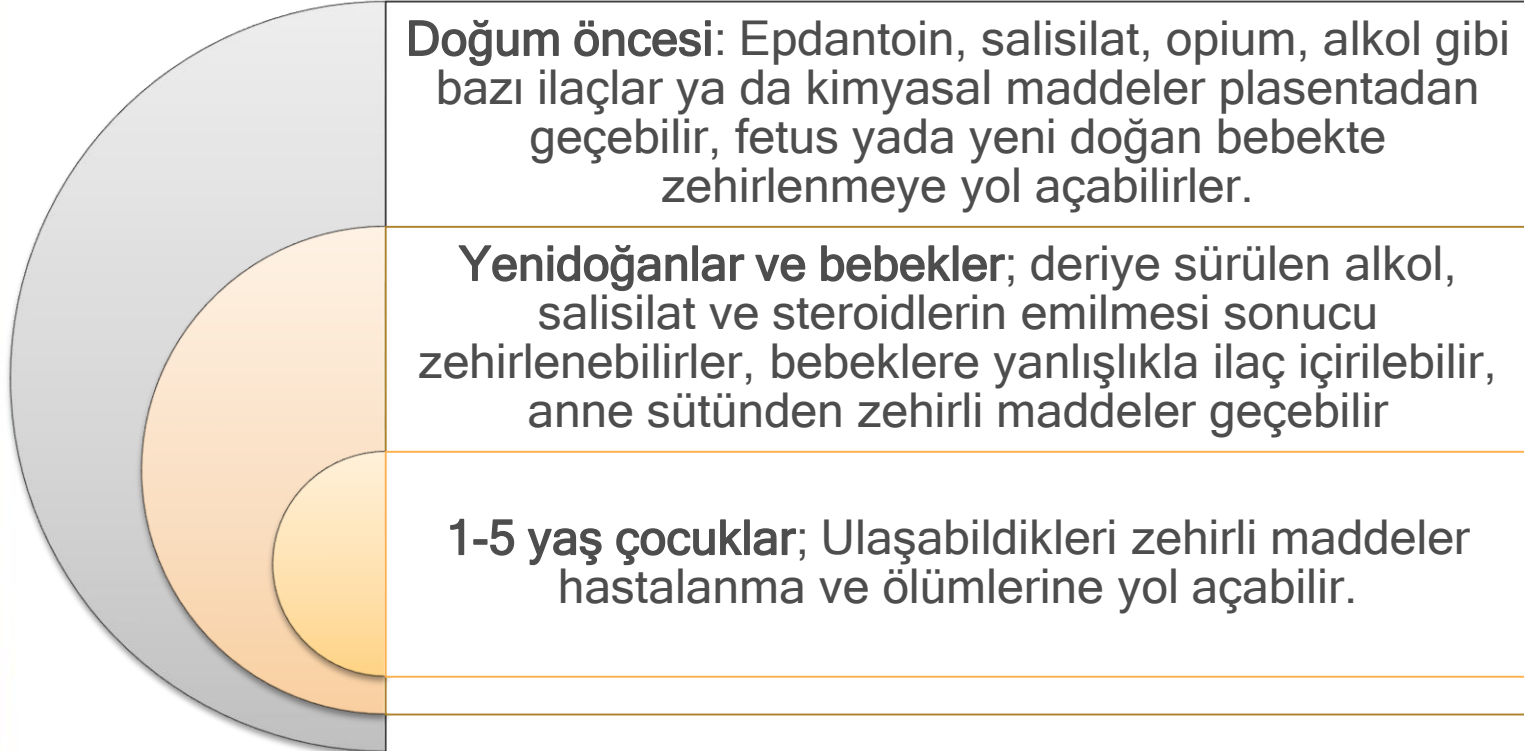 Doğum öncesi: Epdantoin, salisilat, opium, alkol gibi
bazı ilaçlar ya da kimyasal maddeler plasentadan
geçebilir, fetus yada yeni doğan bebekte
zehirlenmeye yol açabilirler.
Yenidoğanlar ve bebekler; deriye sürülen alkol,
salisilat ve steroidlerin emilmesi sonucu
zehirlenebilirler, bebeklere yanlışlıkla ilaç içirilebilir,
anne sütünden zehirli maddeler geçebilir
1-5 yaş çocuklar; Ulaşabildikleri zehirli maddeler
hastalanma ve ölümlerine yol açabilir.